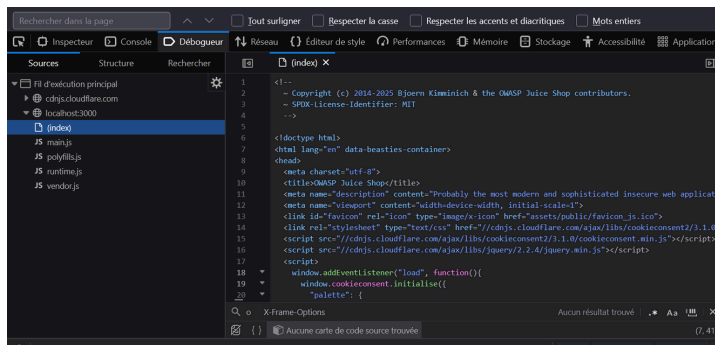 Rechercher dans la page
Tout surligner
Respecter la casse
Respecter les accents et diacritiques
Mots entiers
Inspecteur
Console
Débogueur
Réseau
{} Éditeur de style
Performances
Mémoire
Stockage
Accessibilité
Application
Sources
Structure
Rechercher
(index)
Fil d'exécution principal
cdnjs.cloudflare.com
localhost:3000
(index)
JS main.js
JS polyfills.js
JS runtime.js
JS vendor.js
1 <!--
2 ~ Copyright (c) 2014-2025 Bjoern Kimminich & the OWASP Juice Shop contributors.
3 ~ SPDX-License-Identifier: MIT
4 -->
5
6 <!doctype html>
7 <html lang="en" data-beasties-container>
8 <head>
9 <meta charset="utf-8">
10 <title>OWASP Juice Shop</title>
11 <meta name="description" content="Probably the most modern and sophisticated insecure web applicat
12 <meta name="viewport" content="width=device-width, initial-scale=1">
13 <link id="favicon" rel="icon" type="image/x-icon" href="assets/public/favicon_js.ico">
14 <link rel="stylesheet" type="text/css" href="//cdnjs.cloudflare.com/ajax/libs/cookieconsent2/3.1.0
15 <script src="//cdnjs.cloudflare.com/ajax/libs/cookieconsent2/3.1.0/cookieconsent.min.js"></script>
16 <script src="//cdnjs.cloudflare.com/ajax/libs/jquery/2.2.4/jquery.min.js"></script>
17 <script>
18 window.addEventListener("load", function(){
19 window.cookieconsent.initialise({
20 "palette": {
o X-Frame-Options
Aucun résultat trouvé
.* Aa
{ } Aucune carte de code source trouvée
(7, 41